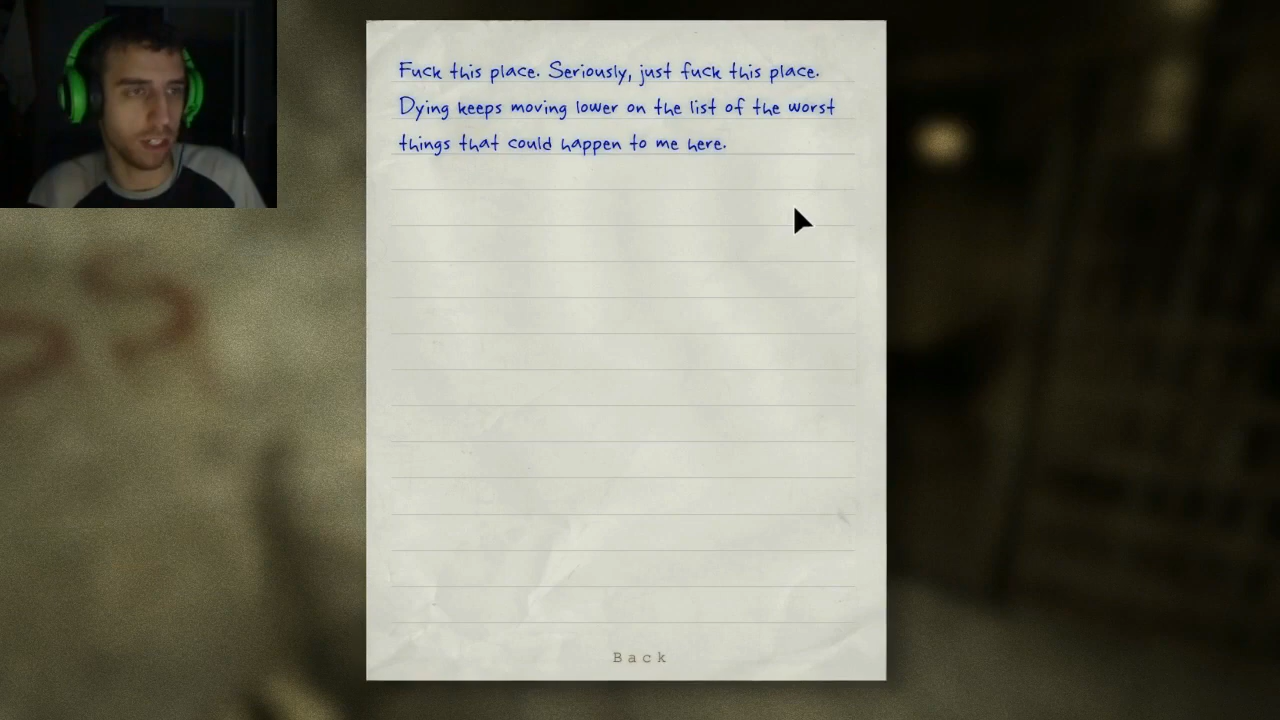 Fuck this place. Seriously, just fuck this place.
Dying keeps moving lower on the list of the worst
things that could happen to me here.
Back